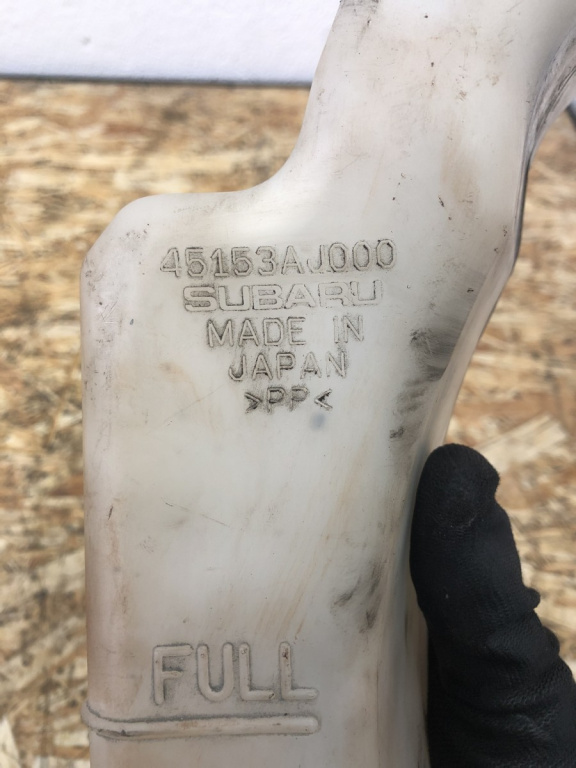 45153AJ000
SUBARU
MADE IN
JAPAN
>PP<
FULL